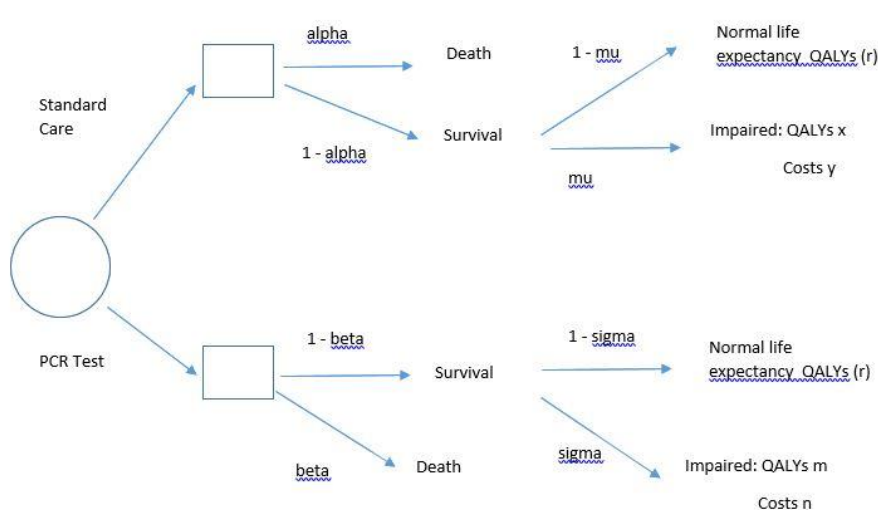 alpha
Death
1 - mu
Normal life
expectancy QALYs (r)
Standard
Care
Survival
Impaired: QALYs x
1 - alpha
Costs y
mu
1 - beta
1 - sigma
Normal life
expectancy QALYs (r)
PCR Test
Survival
sigma
beta
Death
Impaired: QALYs m
Costs n